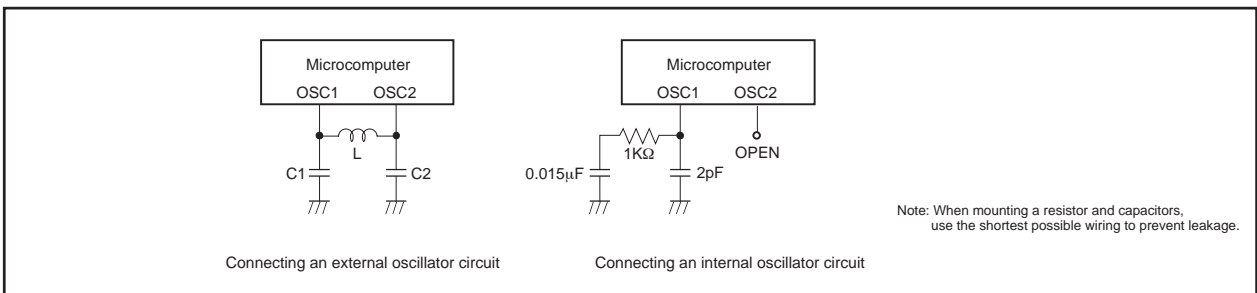 Microcomputer
OSC1 OSC2
L
C1 C2
Connecting an external oscillator circuit
Microcomputer
OSC1 OSC2
1KΩ
OPEN
0.015μF 2pF
Connecting an internal oscillator circuit
Note: When mounting a resistor and capacitors,
use the shortest possible wiring to prevent leakage.